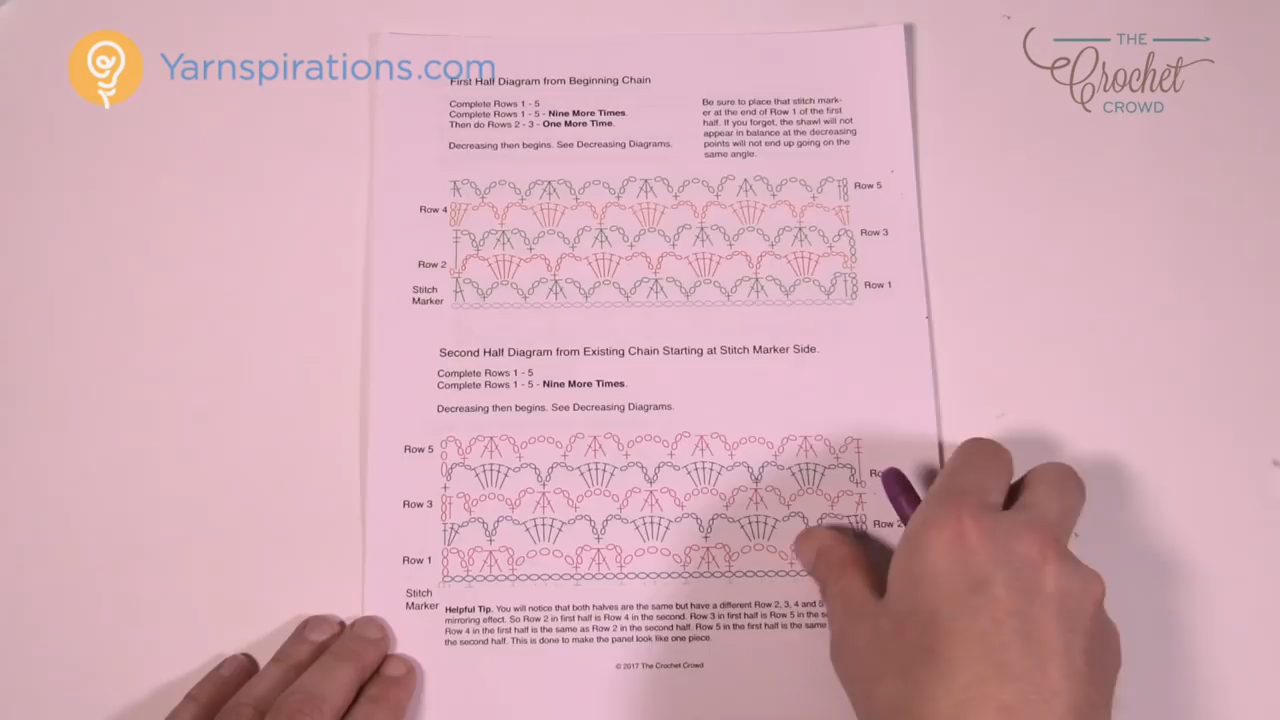 Yarnspirations.com
THE
Crochet
CROWD
First Half Diagram from Beginning Chain
Complete Rows 1 - 5
Complete Rows 1 - 5 - Nine More Times.
Then do Rows 2 - 3 - One More Time.
Decreasing then begins. See Decreasing Diagrams.
Be sure to place that stitch mark-
er at the end of Row 1 of the first
half. If you forget, the shawl will not
appear in balance at the decreasing
points will not end up going on the
same angle.
Row 5
Row 4
Row 3
Row 2
Row 1
Stitch
Marker
Second Half Diagram from Existing Chain Starting at Stitch Marker Side.
Complete Rows 1 - 5
Complete Rows 1 - 5 - Nine More Times.
Decreasing then begins. See Decreasing Diagrams.
Row 5
Row 3
Row 2
Row 1
Stitch
Marker
Helpful Tip. You will notice that both halves are the same but have a different Row 2, 3, 4 and 5
mirroring effect. So Row 2 in first half is Row 4 in the second. Row 3 in first half is Row 5 in the
Row 4 in the first half is the same as Row 2 in the second half. Row 5 in the first half is the same
the second half. This is done to make the panel look like one piece.
© 2017 The Crochet Crowd